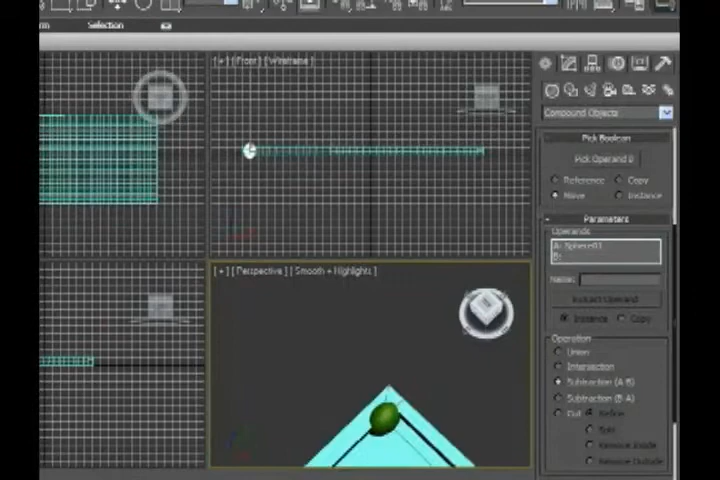 Selection
[ + ] [ Front ] [ Wireframe ]
Compound Objects
Pick Boolean
Pick Operand B
Reference
Copy
Move
Instance
Parameters
Operands
A: Sphere01
B:
Name:
Extract Operand
Instance
Copy
Operation
Union
Intersection
Subtraction (A-B)
Subtraction (B-A)
Cut
Refine
Split
Remove Inside
Remove Outside
[ + ] [ Perspective ] [ Smooth + Highlights ]